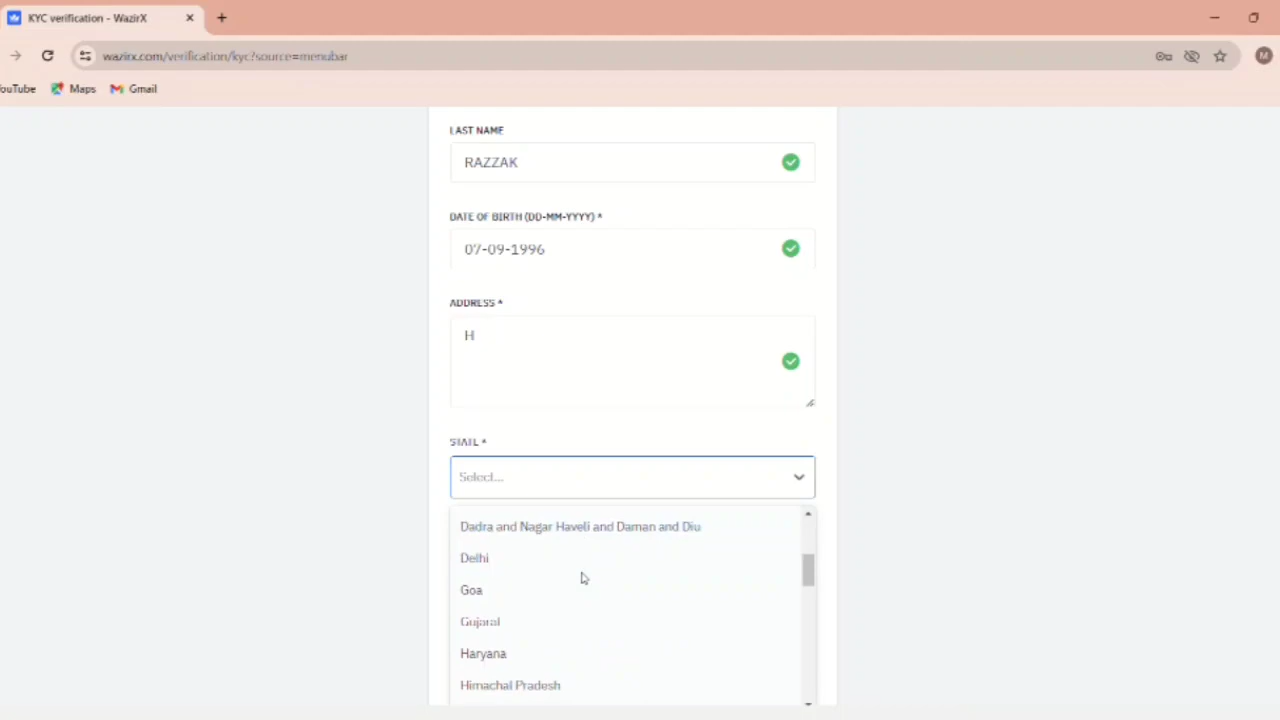 KYC verification - WazirX
wazirx.com/verification/kyc?source=menubar
M
ouTube Maps Gmail
LAST NAME
RAZZAK
DATE OF BIRTH (DD-MM-YYYY) *
07-09-1996
ADDRESS *
H
STATE *
Select...
Dadra and Nagar Haveli and Daman and Diu
Delhi
Goa
Gujarat
Haryana
Himachal Pradesh